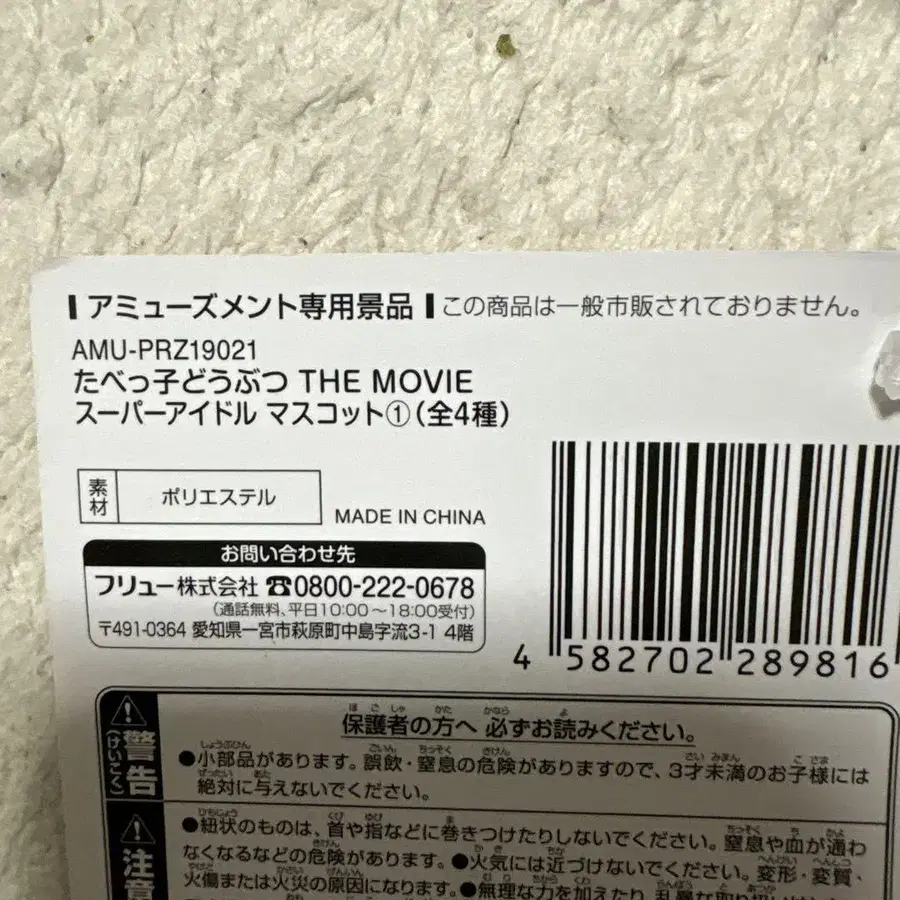 アミューズメント専用景品 この商品は一般市販されておりません。
AMU-PRZ19021
たべっ子どうぶつ THE MOVIE
スーパーアイドル マスコット①(全4種)
素材 ポリエステル
MADE IN CHINA
お問い合わせ先
フリュー株式会社 ☎0800-222-0678
(通話無料、平日10:00～18:00受付)
〒491-0364 愛知県一宮市萩原町中島字流3-1 4階
4 582702 289816
保護者の方へ 必ずお読みください。
警告(けいこく)
●小部品があります。誤飲・窒息の危険がありますので、3才未満のお子様には
絶対に与えないでください。
注意
●紐状のものは、首や指などに巻きつけたりしないでください。窒息や血が通わ
なくなるなどの危険があります。●火気には近づけないでください。変形・変質、
火傷または火災の原因になります。●無理な力を加えたり、乱暴な取り扱い